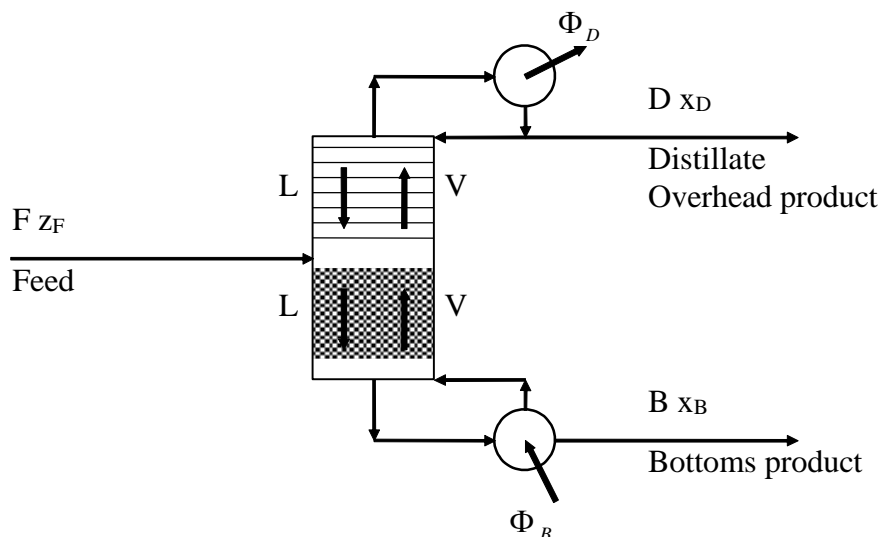 Φ_D
D x_D
Distillate
Overhead product
L V
F z_F
Feed
L V
B x_B
Bottoms product
Φ_B